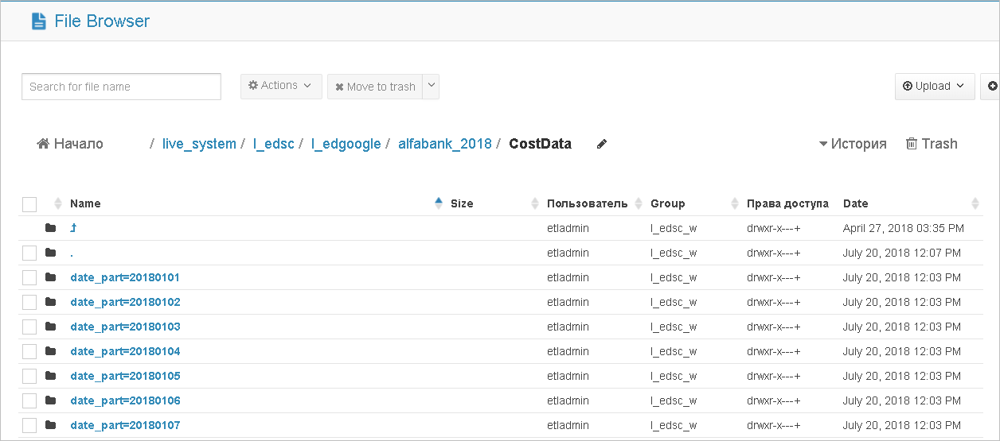 File Browser
Search for file name Actions Move to trash Upload
Начало / live_system / l_edsc / l_edgoogle / alfabank_2018 / CostData История Trash
Name Size Пользователь Group Права доступа Date
etladmin l_edsc_w drwxr-x---+ April 27, 2018 03:35 PM
. etladmin l_edsc_w drwxr-x---+ July 20, 2018 12:07 PM
date_part=20180101 etladmin l_edsc_w drwxr-x---+ July 20, 2018 12:03 PM
date_part=20180102 etladmin l_edsc_w drwxr-x---+ July 20, 2018 12:03 PM
date_part=20180103 etladmin l_edsc_w drwxr-x---+ July 20, 2018 12:03 PM
date_part=20180104 etladmin l_edsc_w drwxr-x---+ July 20, 2018 12:03 PM
date_part=20180105 etladmin l_edsc_w drwxr-x---+ July 20, 2018 12:03 PM
date_part=20180106 etladmin l_edsc_w drwxr-x---+ July 20, 2018 12:03 PM
date_part=20180107 etladmin l_edsc_w drwxr-x---+ July 20, 2018 12:03 PM